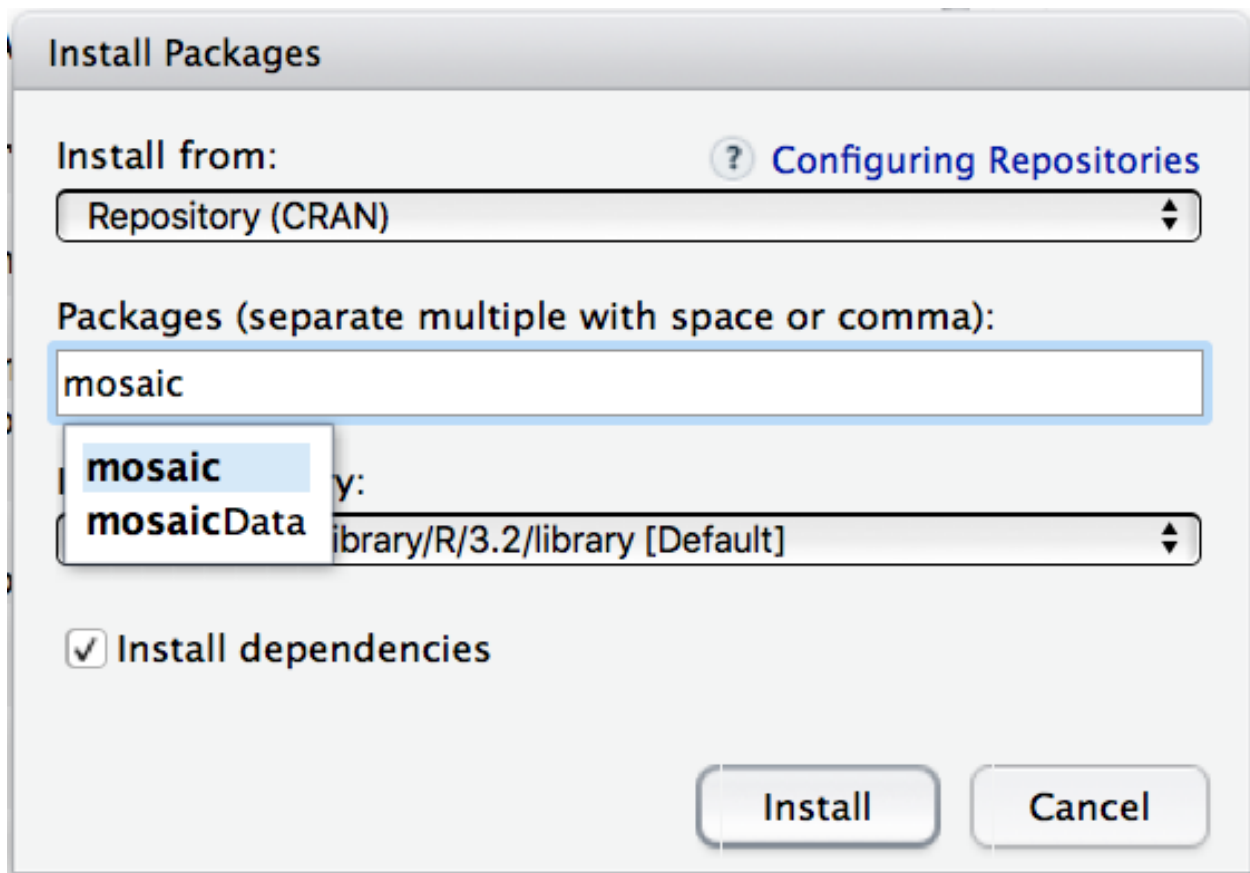 Install Packages
Install from:
? Configuring Repositories
Repository (CRAN)
Packages (separate multiple with space or comma):
mosaic
mosaic
mosaicData
/R/3.2/library [Default]
Install dependencies
Install
Cancel